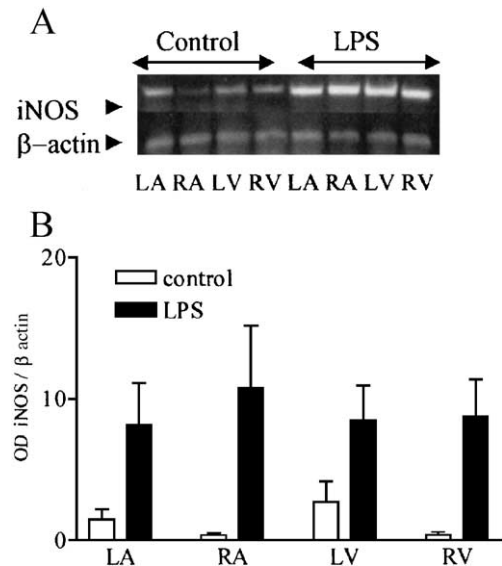 A
Control LPS
iNOS
β-actin
LA RA LV RV LA RA LV RV
B
20
control
LPS
10
0
OD iNOS / β actin
LA RA LV RV